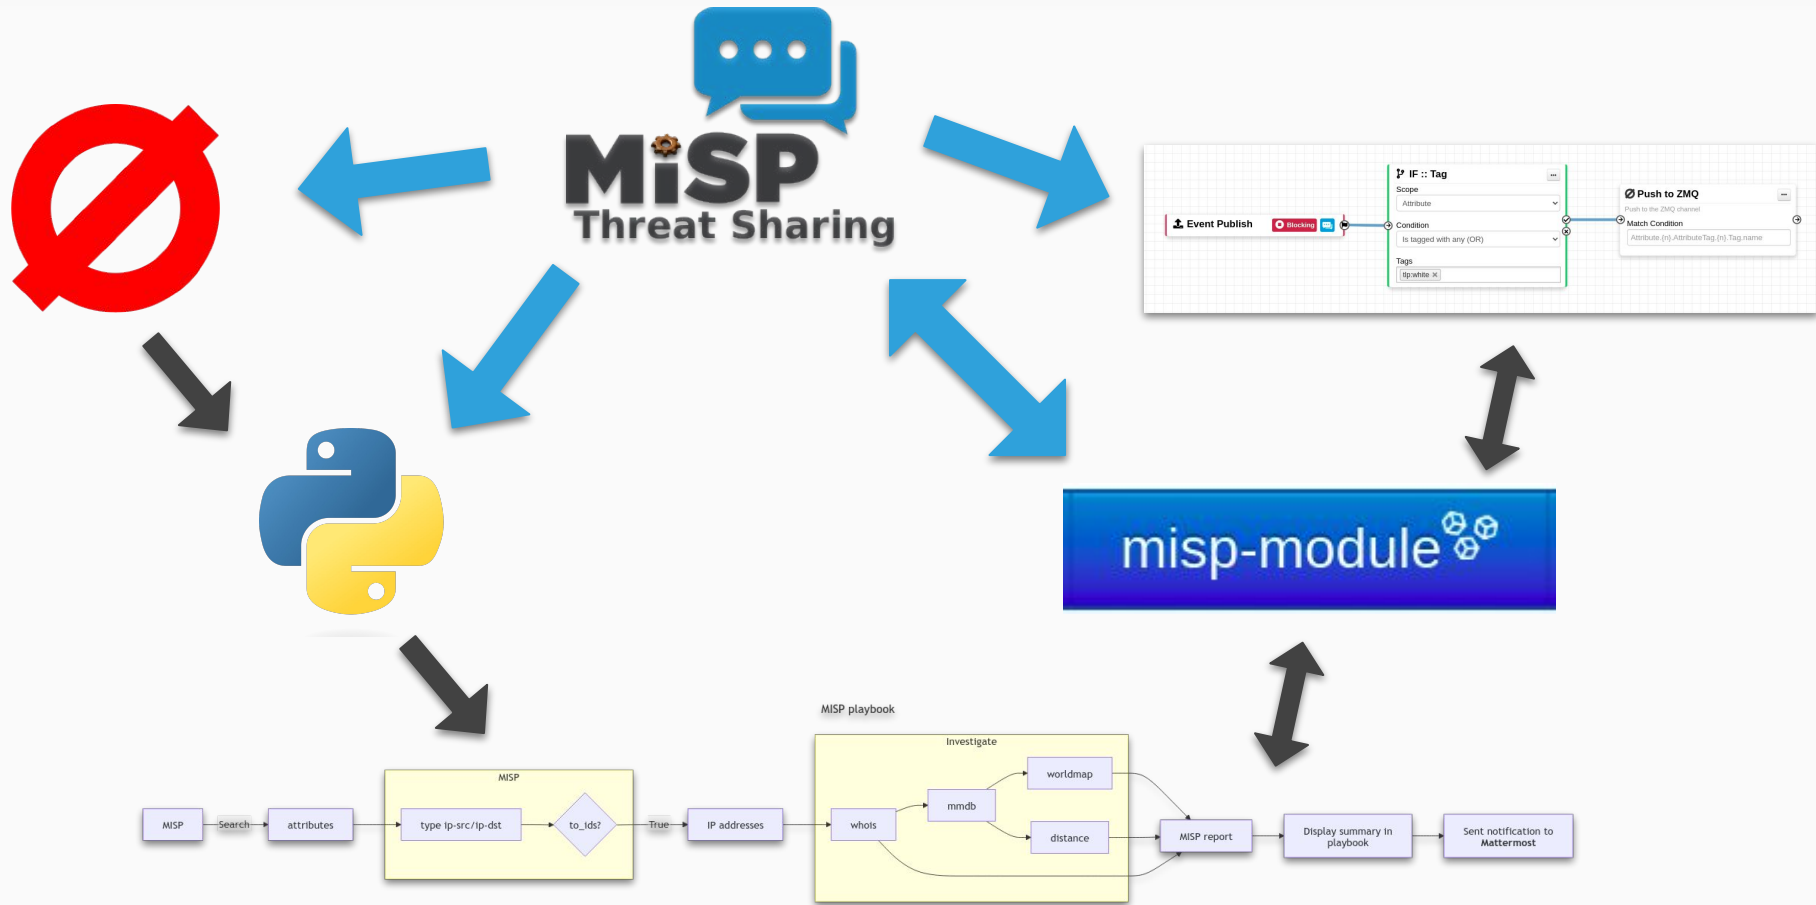 MiSP
Threat Sharing
Event Publish
Blocking
IF :: Tag
...
Scope
Attribute
Condition
Is tagged with any (OR)
Tags
tlp:white ×
Push to ZMQ
...
Push to the ZMQ channel
Match Condition
Attribute.{n}.AttributeTag.{n}.Tag.name
misp-module
MISP playbook
MISP
Search
attributes
MISP
type ip-src/ip-dst
to_ids?
True
IP addresses
Investigate
whois
mmdb
worldmap
distance
MISP report
Display summary in
playbook
Sent notification to
Mattermost